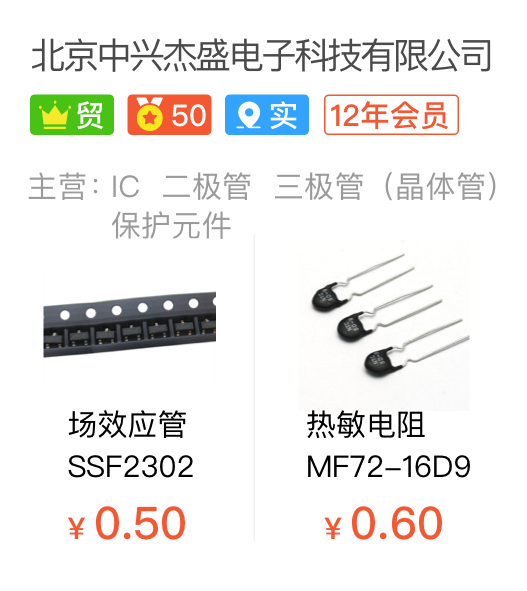 北京中兴杰盛电子科技有限公司
贸 50 实 12年会员
主营：IC 二极管 三极管（晶体管）
保护元件
场效应管
SSF2302
¥ 0.50
热敏电阻
MF72-16D9
¥ 0.60